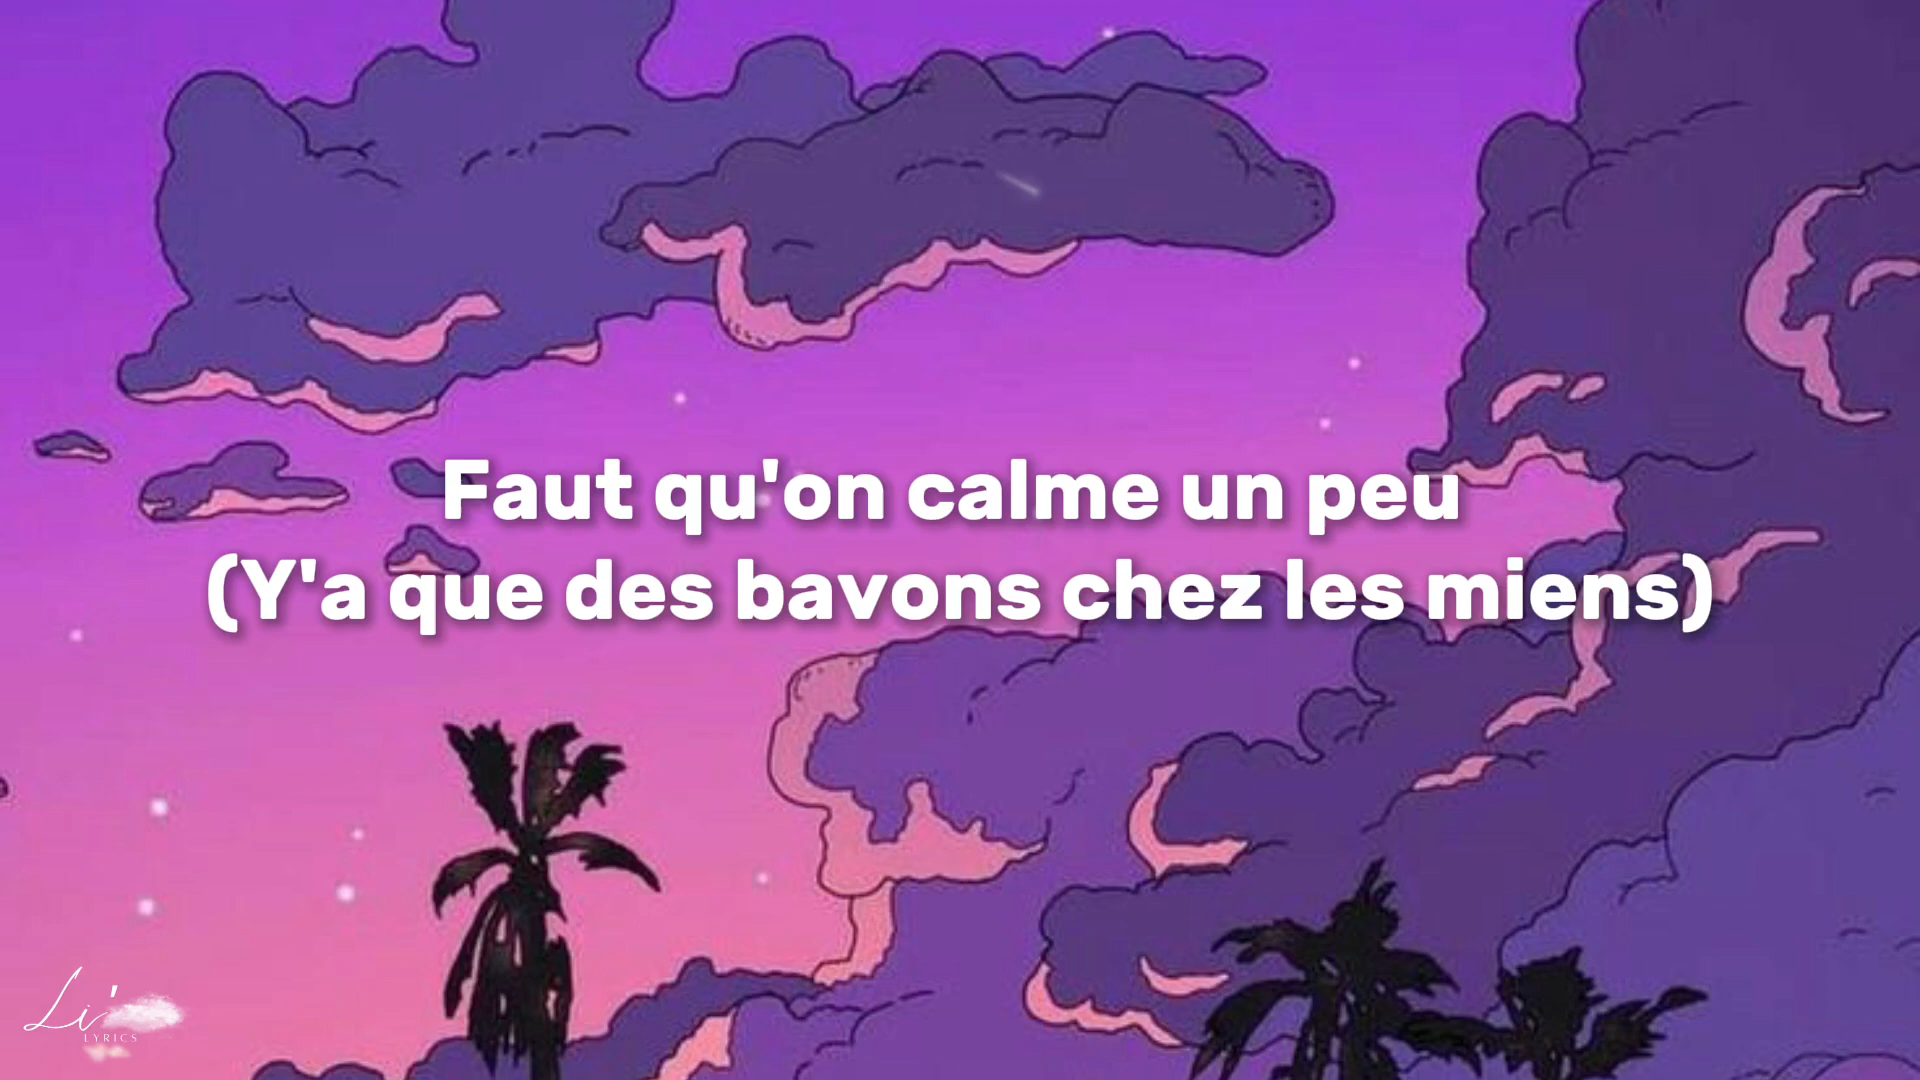 Faut qu'on calme un peu
(Y'a que des bavons chez les miens)
Li'
LYRICS